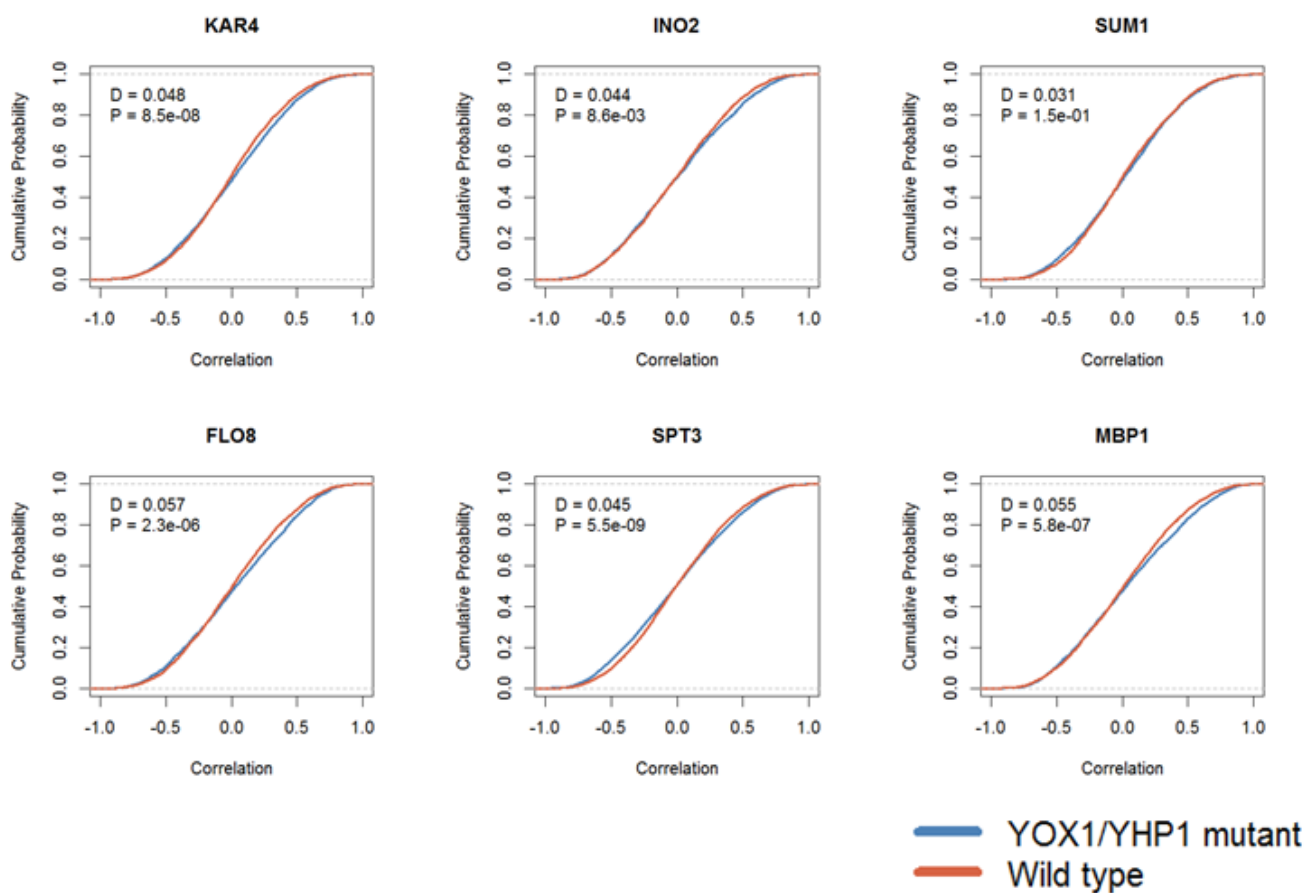 KAR4
INO2
SUM1
Cumulative Probability
0.0 0.2 0.4 0.6 0.8 1.0
D = 0.048
P = 8.5e-08
-1.0 -0.5 0.0 0.5 1.0
Correlation
Cumulative Probability
0.0 0.2 0.4 0.6 0.8 1.0
D = 0.044
P = 8.6e-03
-1.0 -0.5 0.0 0.5 1.0
Correlation
Cumulative Probability
0.0 0.2 0.4 0.6 0.8 1.0
D = 0.031
P = 1.5e-01
-1.0 -0.5 0.0 0.5 1.0
Correlation
FLO8
SPT3
MBP1
Cumulative Probability
0.0 0.2 0.4 0.6 0.8 1.0
D = 0.057
P = 2.3e-06
-1.0 -0.5 0.0 0.5 1.0
Correlation
Cumulative Probability
0.0 0.2 0.4 0.6 0.8 1.0
D = 0.045
P = 5.5e-09
-1.0 -0.5 0.0 0.5 1.0
Correlation
Cumulative Probability
0.0 0.2 0.4 0.6 0.8 1.0
D = 0.055
P = 5.8e-07
-1.0 -0.5 0.0 0.5 1.0
Correlation
YOX1/YHP1 mutant
Wild type